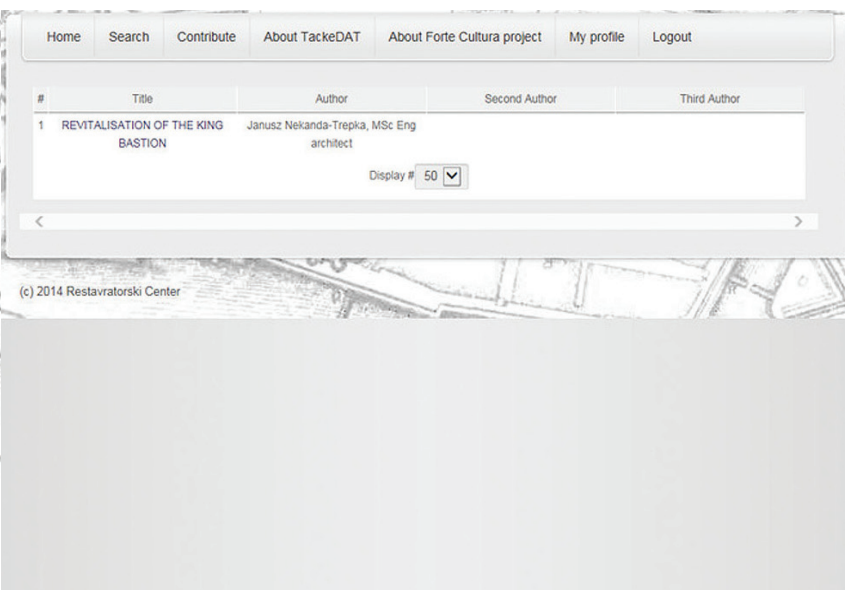 Home Search Contribute About TackeDAT About Forte Cultura project My profile Logout
# Title Author Second Author Third Author
1 REVITALISATION OF THE KING Janusz Nekanda-Trepka, MSc Eng
BASTION architect
Display # 50
(c) 2014 Restavratorski Center